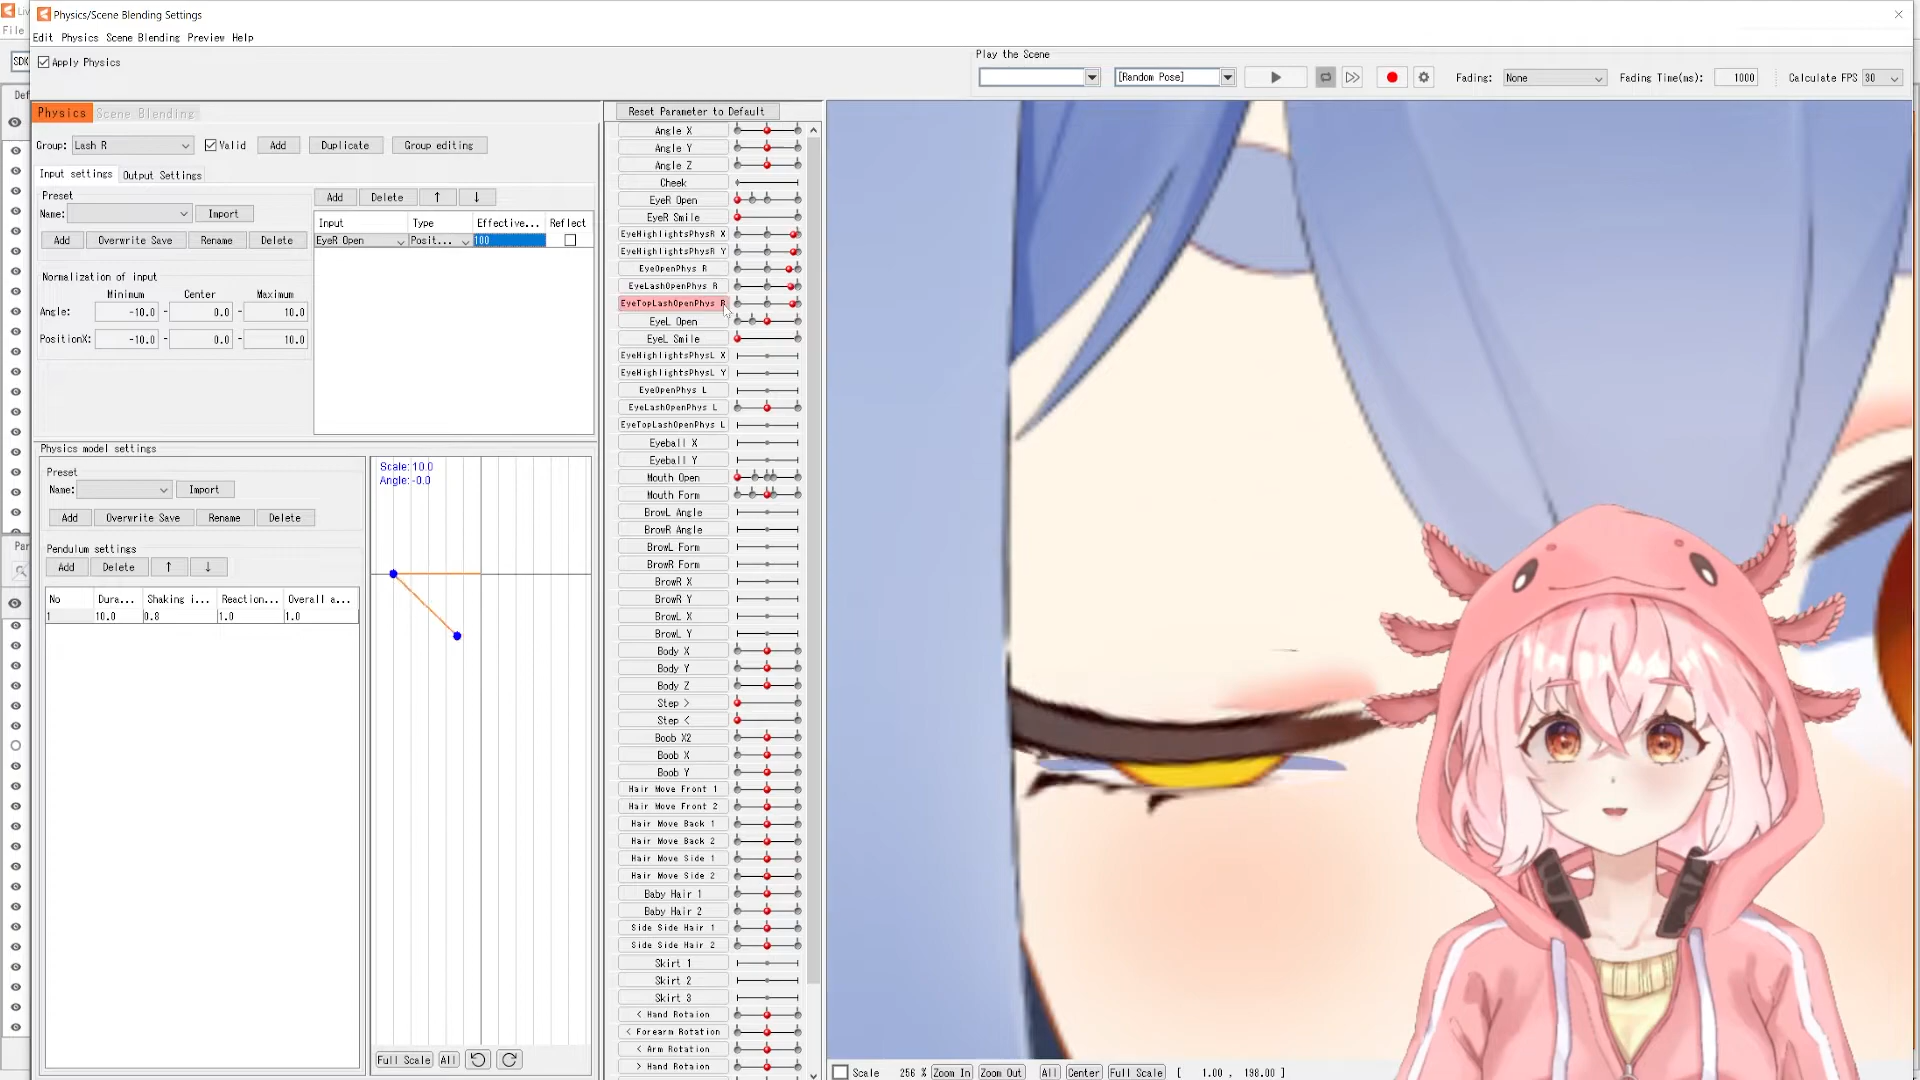 Physics/Scene Blending Settings
File
Edit Physics Scene Blending Preview Help
Apply Physics
Play the Scene
[Random Pose]
Fading: None
Fading Time(ms): 1000
Calculate FPS 30
Physics Scene Blending
Group: Lash R
Valid
Add
Duplicate
Group editing
Input settings
Output Settings
Preset
Name:
Import
Add
Overwrite Save
Rename
Delete
Normalization of input
Minimum Center Maximum
Angle: -10.0 - 0.0 - 10.0
PositionX: -10.0 - 0.0 - 10.0
Add
Delete
↑
↓
Input Type Effective... Reflect
EyeR Open Posit... 100
Physics model settings
Preset
Name:
Import
Add
Overwrite Save
Rename
Delete
Pendulum settings
Add
Delete
↑
↓
No Dura... Shaking i... Reaction... Overall a...
1 10.0 0.8 1.0 1.0
Scale: 10.0
Angle: -0.0
Full Scale All
Reset Parameter to Default
Angle X
Angle Y
Angle Z
Cheek
EyeR Open
EyeR Smile
EyeHighlightsPhysR X
EyeHighlightsPhysR Y
EyeOpenPhys R
EyeLashOpenPhys R
EyeTopLashOpenPhys R
EyeL Open
EyeL Smile
EyeHighlightsPhysL X
EyeHighlightsPhysL Y
EyeOpenPhys L
EyeLashOpenPhys L
EyeTopLashOpenPhys L
Eyeball X
Eyeball Y
Mouth Open
Mouth Form
BrowL Angle
BrowR Angle
BrowL Form
BrowR Form
BrowR X
BrowR Y
BrowL X
BrowL Y
Body X
Body Y
Body Z
Step >
Step <
Boob X2
Boob X
Boob Y
Hair Move Front 1
Hair Move Front 2
Hair Move Back 1
Hair Move Back 2
Hair Move Side 1
Hair Move Side 2
Baby Hair 1
Baby Hair 2
Side Side Hair 1
Side Side Hair 2
Skirt 1
Skirt 2
Skirt 3
< Hand Rotaion
< Forearm Rotation
< Arm Rotation
> Hand Rotaion
Scale 256 % Zoom In Zoom Out All Center Full Scale [ 1.00 , 198.00 ]